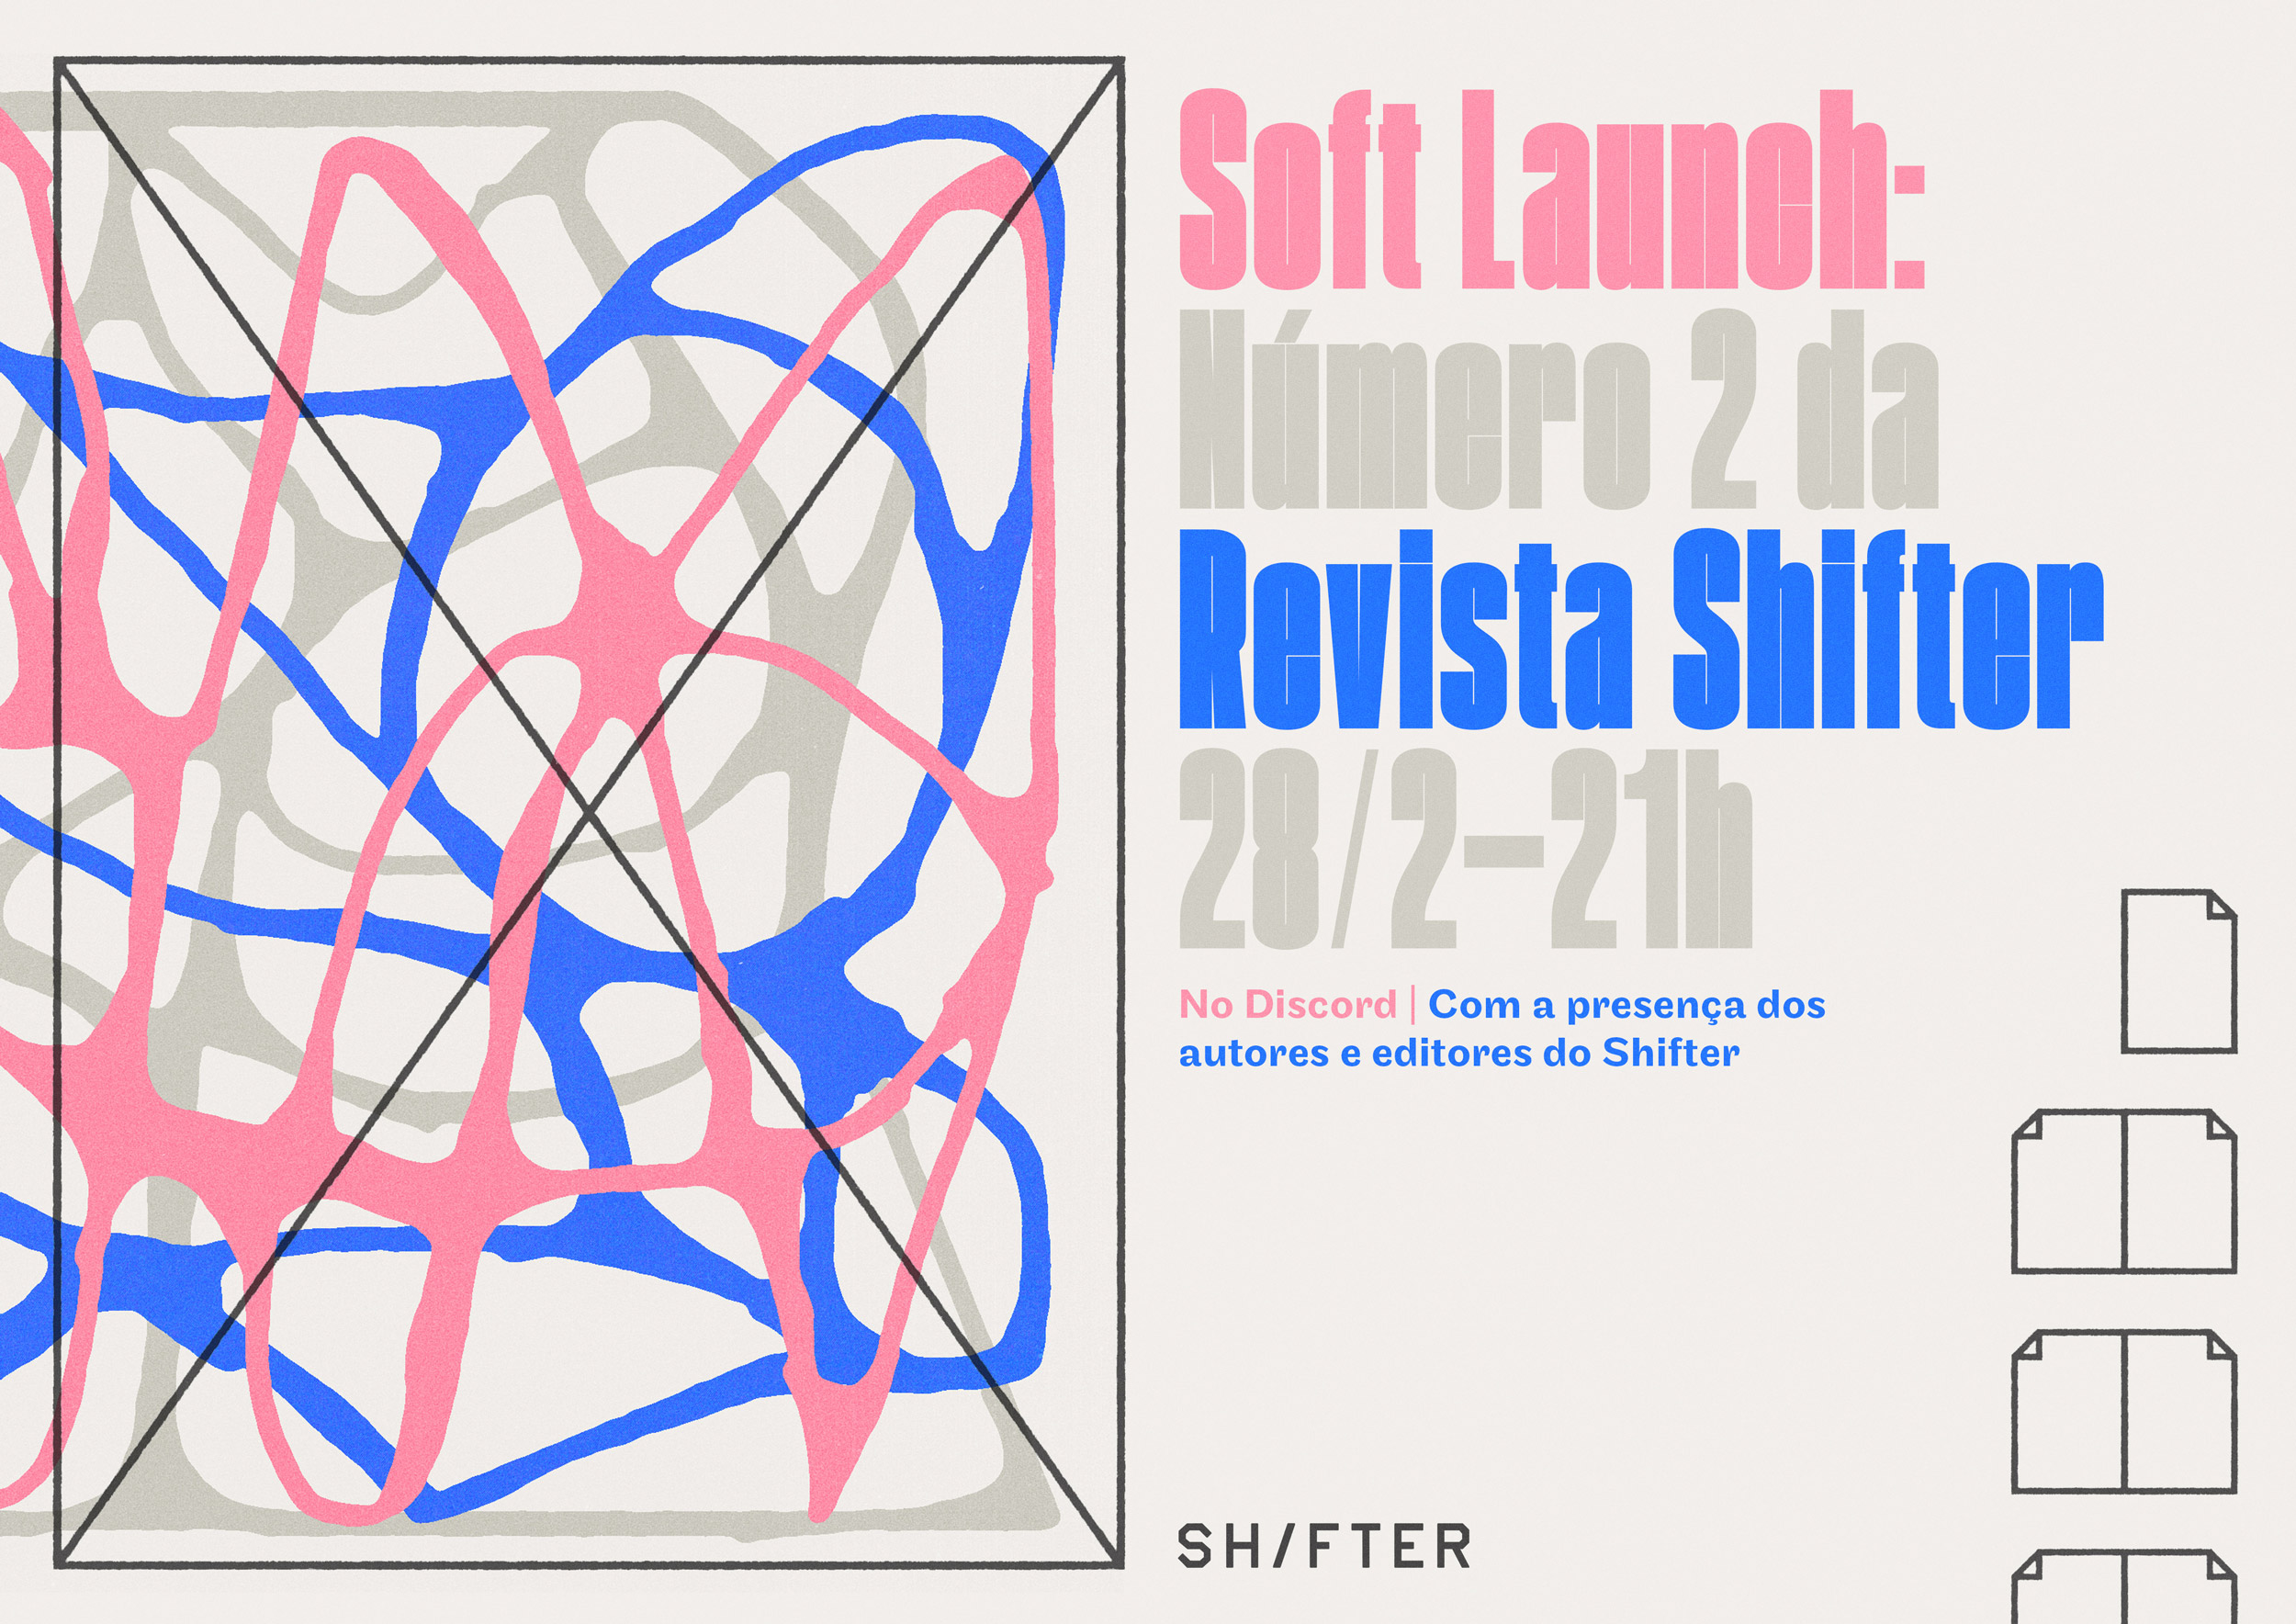 Soft Launch:
Número 2 da
Revista Shifter
28/2—21h
No Discord | Com a presença dos
autores e editores do Shifter
SH/FTER